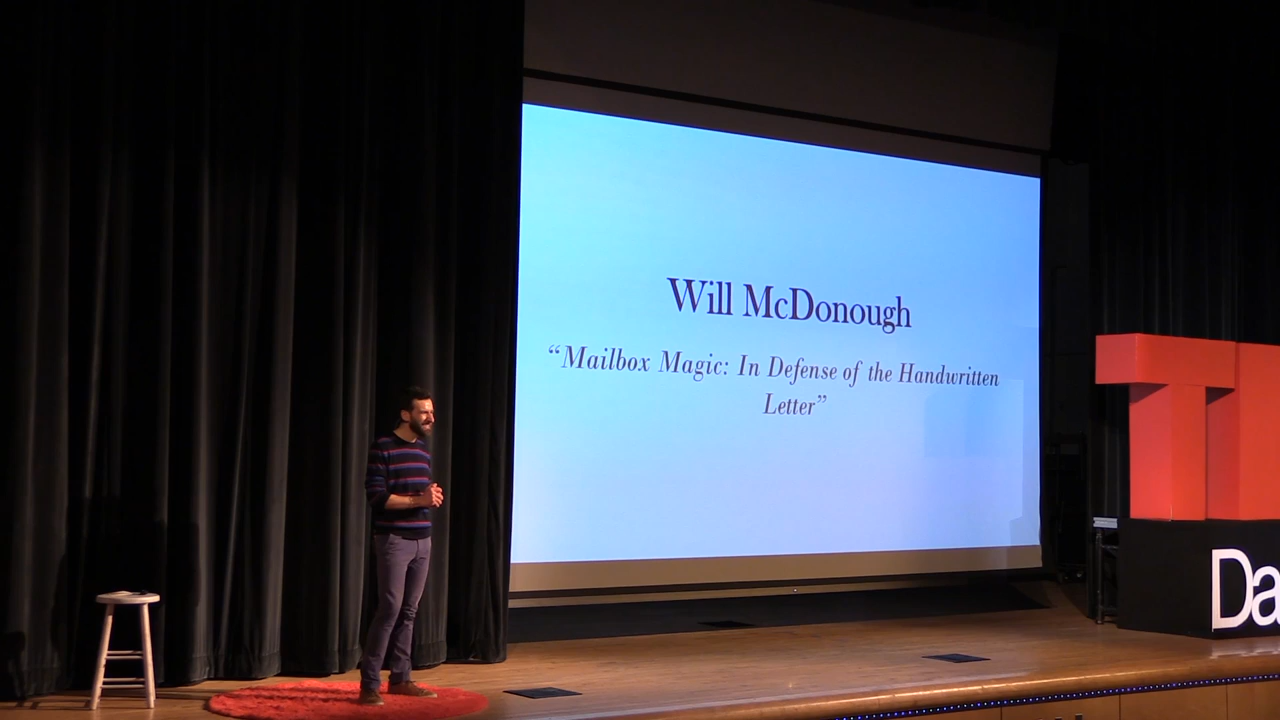 Will McDonough
“Mailbox Magic: In Defense of the Handwritten
Letter”
T
Da